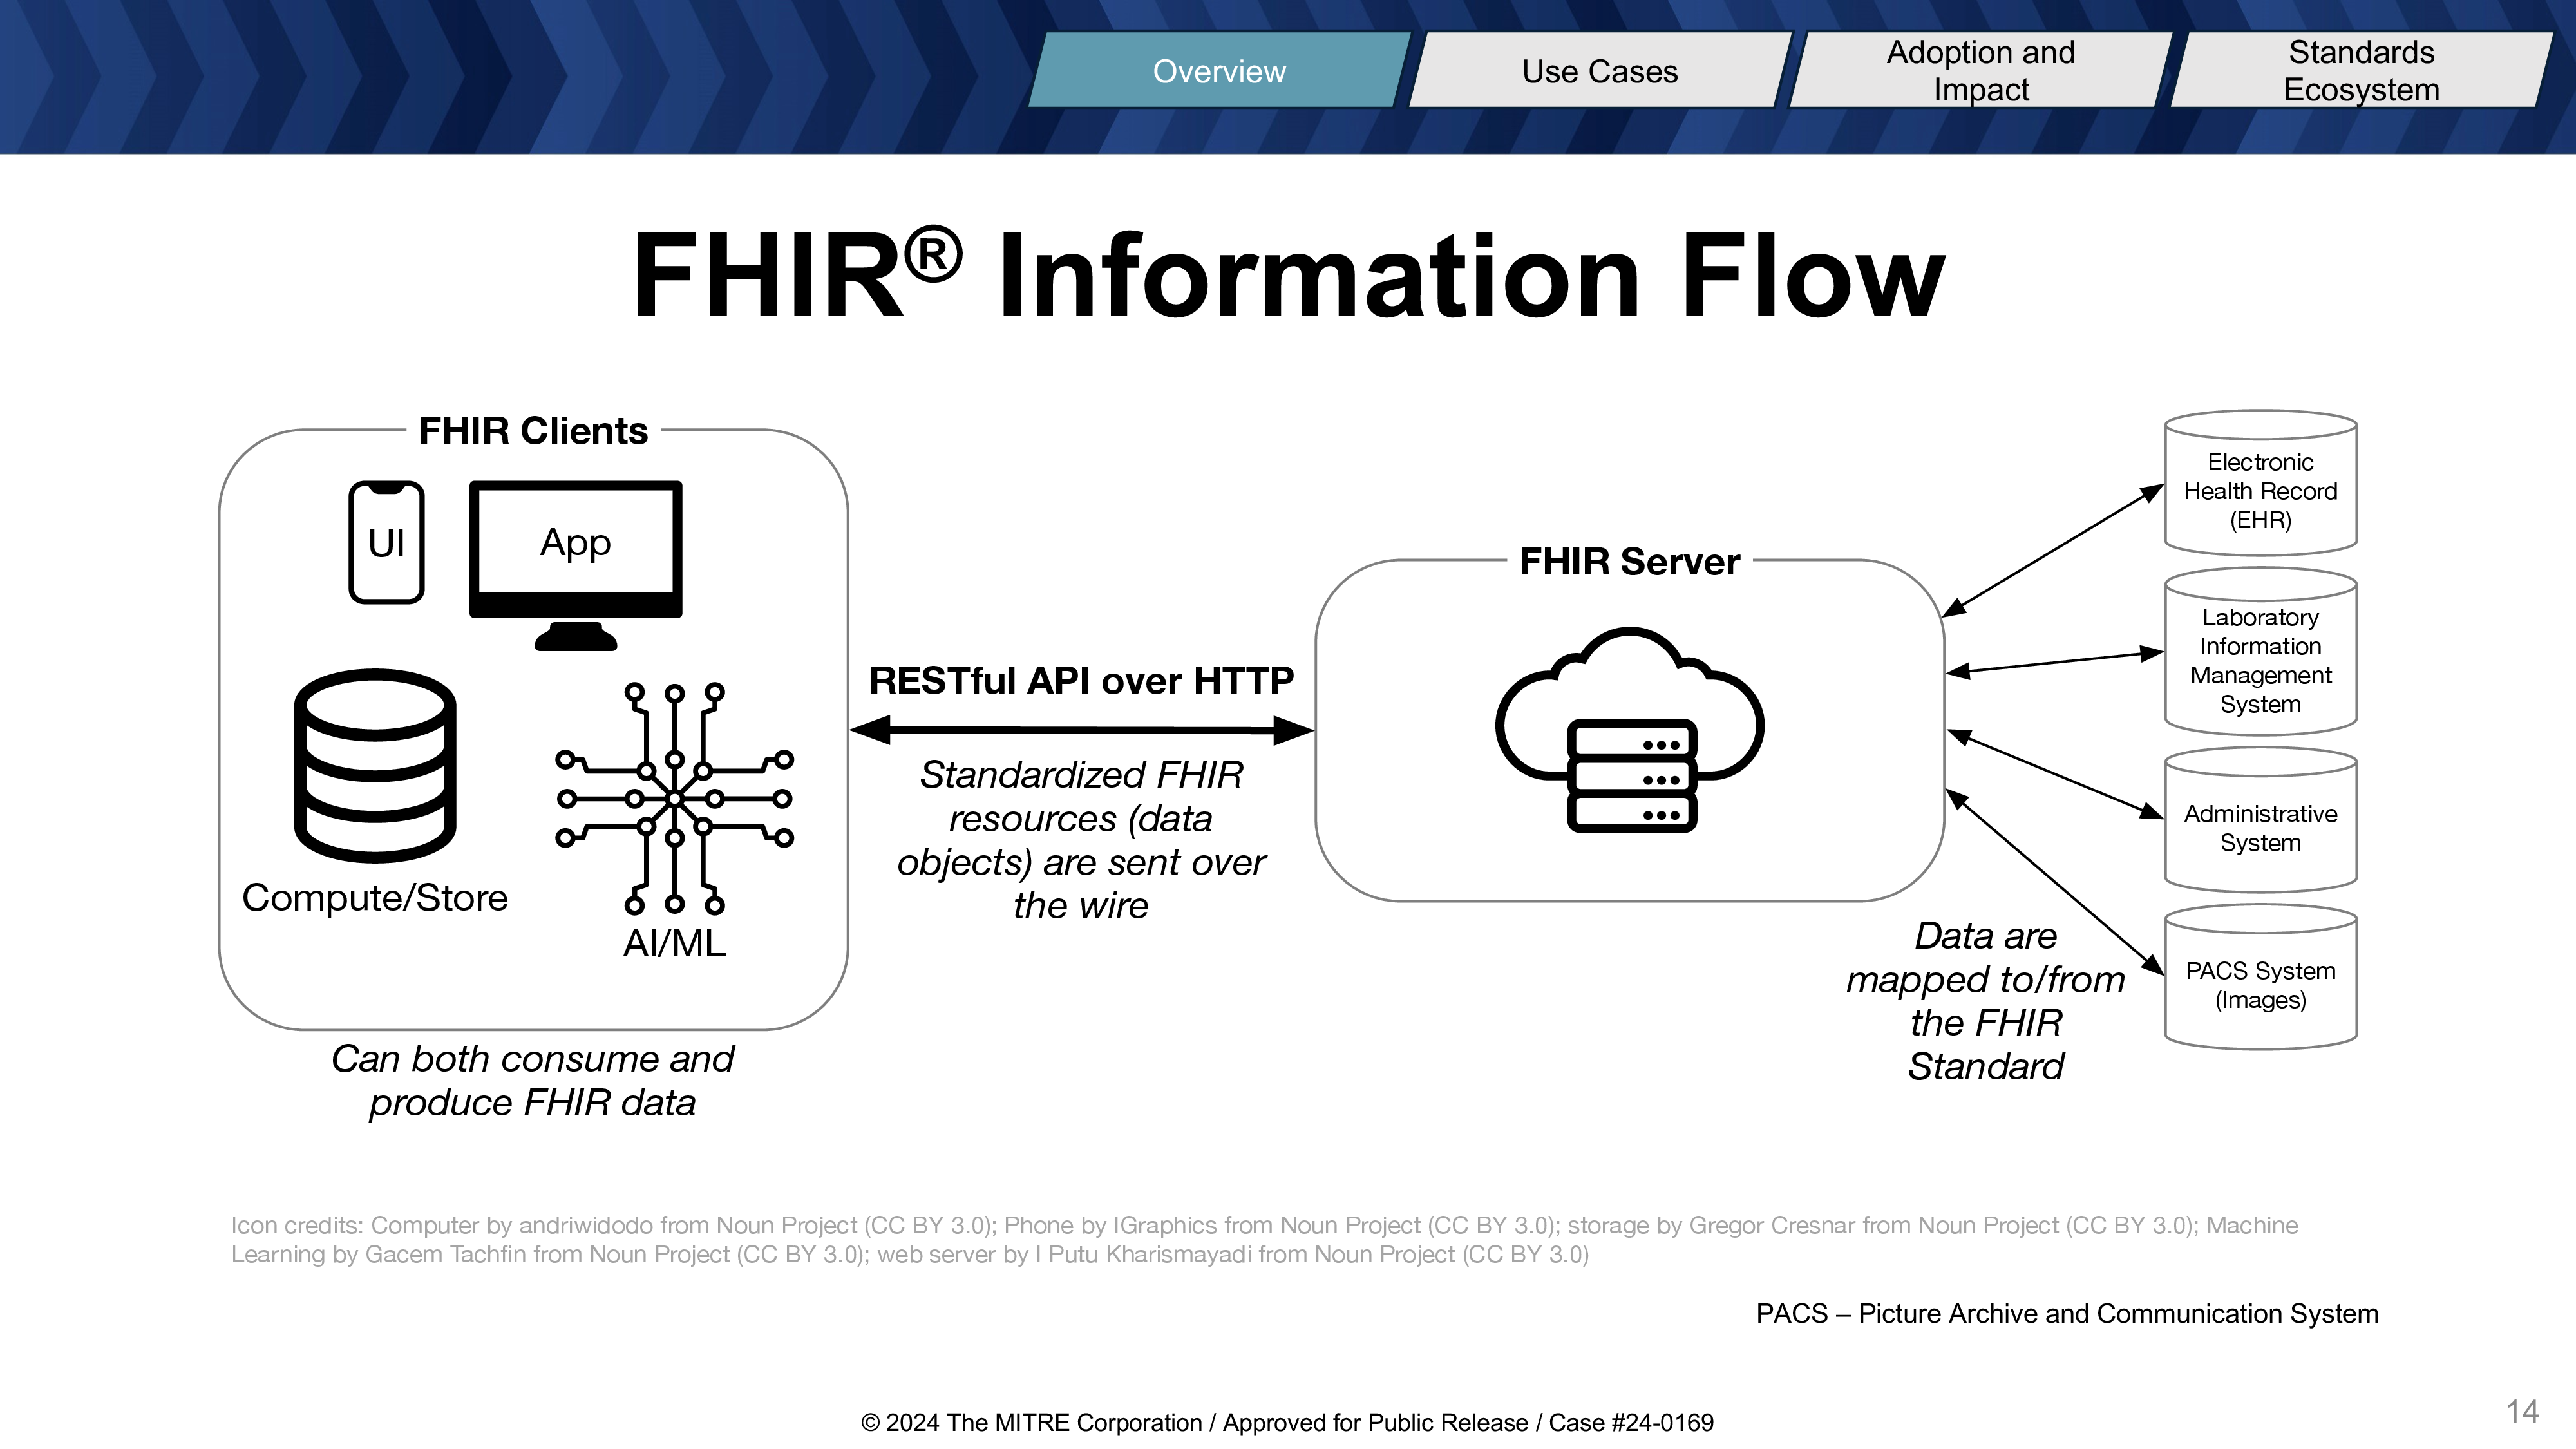 Overview
Use Cases
Adoption and
Impact
Standards
Ecosystem
FHIR® Information Flow
FHIR Clients
UI
App
Compute/Store
AI/ML
Can both consume and
produce FHIR data
RESTful API over HTTP
Standardized FHIR
resources (data
objects) are sent over
the wire
FHIR Server
Electronic
Health Record
(EHR)
Laboratory
Information
Management
System
Administrative
System
PACS System
(Images)
Data are
mapped to/from
the FHIR
Standard
Icon credits: Computer by andriwidodo from Noun Project (CC BY 3.0); Phone by IGraphics from Noun Project (CC BY 3.0); storage by Gregor Cresnar from Noun Project (CC BY 3.0); Machine
Learning by Gacem Tachfin from Noun Project (CC BY 3.0); web server by I Putu Kharismayadi from Noun Project (CC BY 3.0)
PACS – Picture Archive and Communication System
© 2024 The MITRE Corporation / Approved for Public Release / Case #24-0169
14